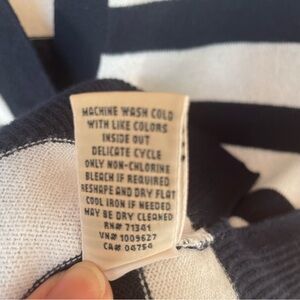 MACHINE WASH COLD
WITH LIKE COLORS
INSIDE OUT
DELICATE CYCLE
ONLY NON-CHLORINE
BLEACH IF REQUIRED
RESHAPE AND DRY FLAT
COOL IRON IF NEEDED
MAY BE DRY CLEANED
RN# 71341
VN# 1009627
CA# 04754